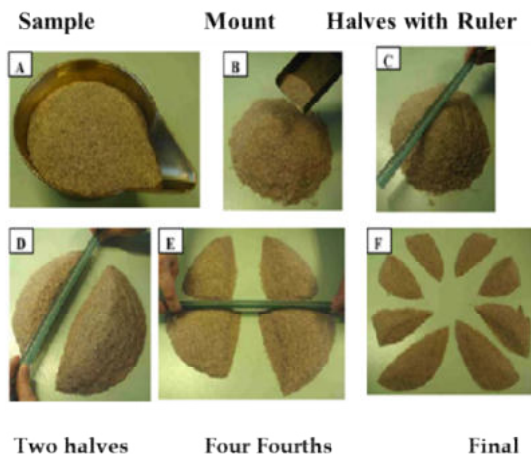 Sample Mount Halves with Ruler
A B C
D E F
Two halves Four Fourths Final